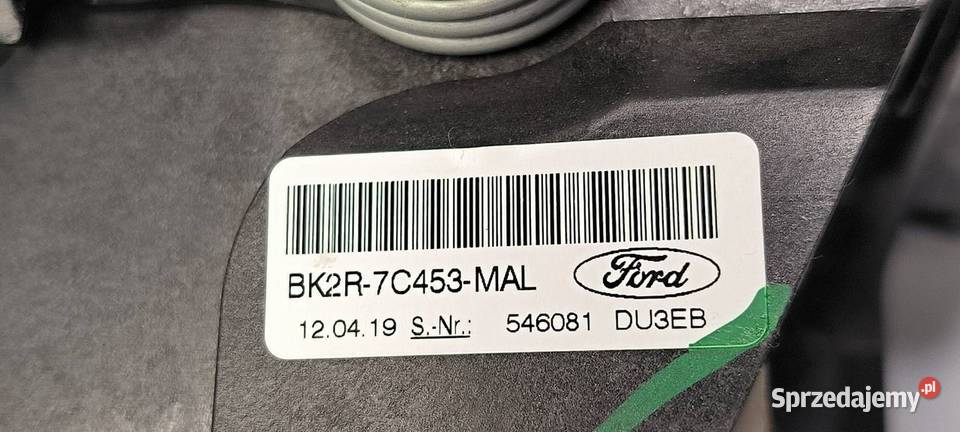 BK2R-7C453-MAL Ford
12.04.19 S.-Nr.: 546081 DU3EB
Sprzedajemy.pl